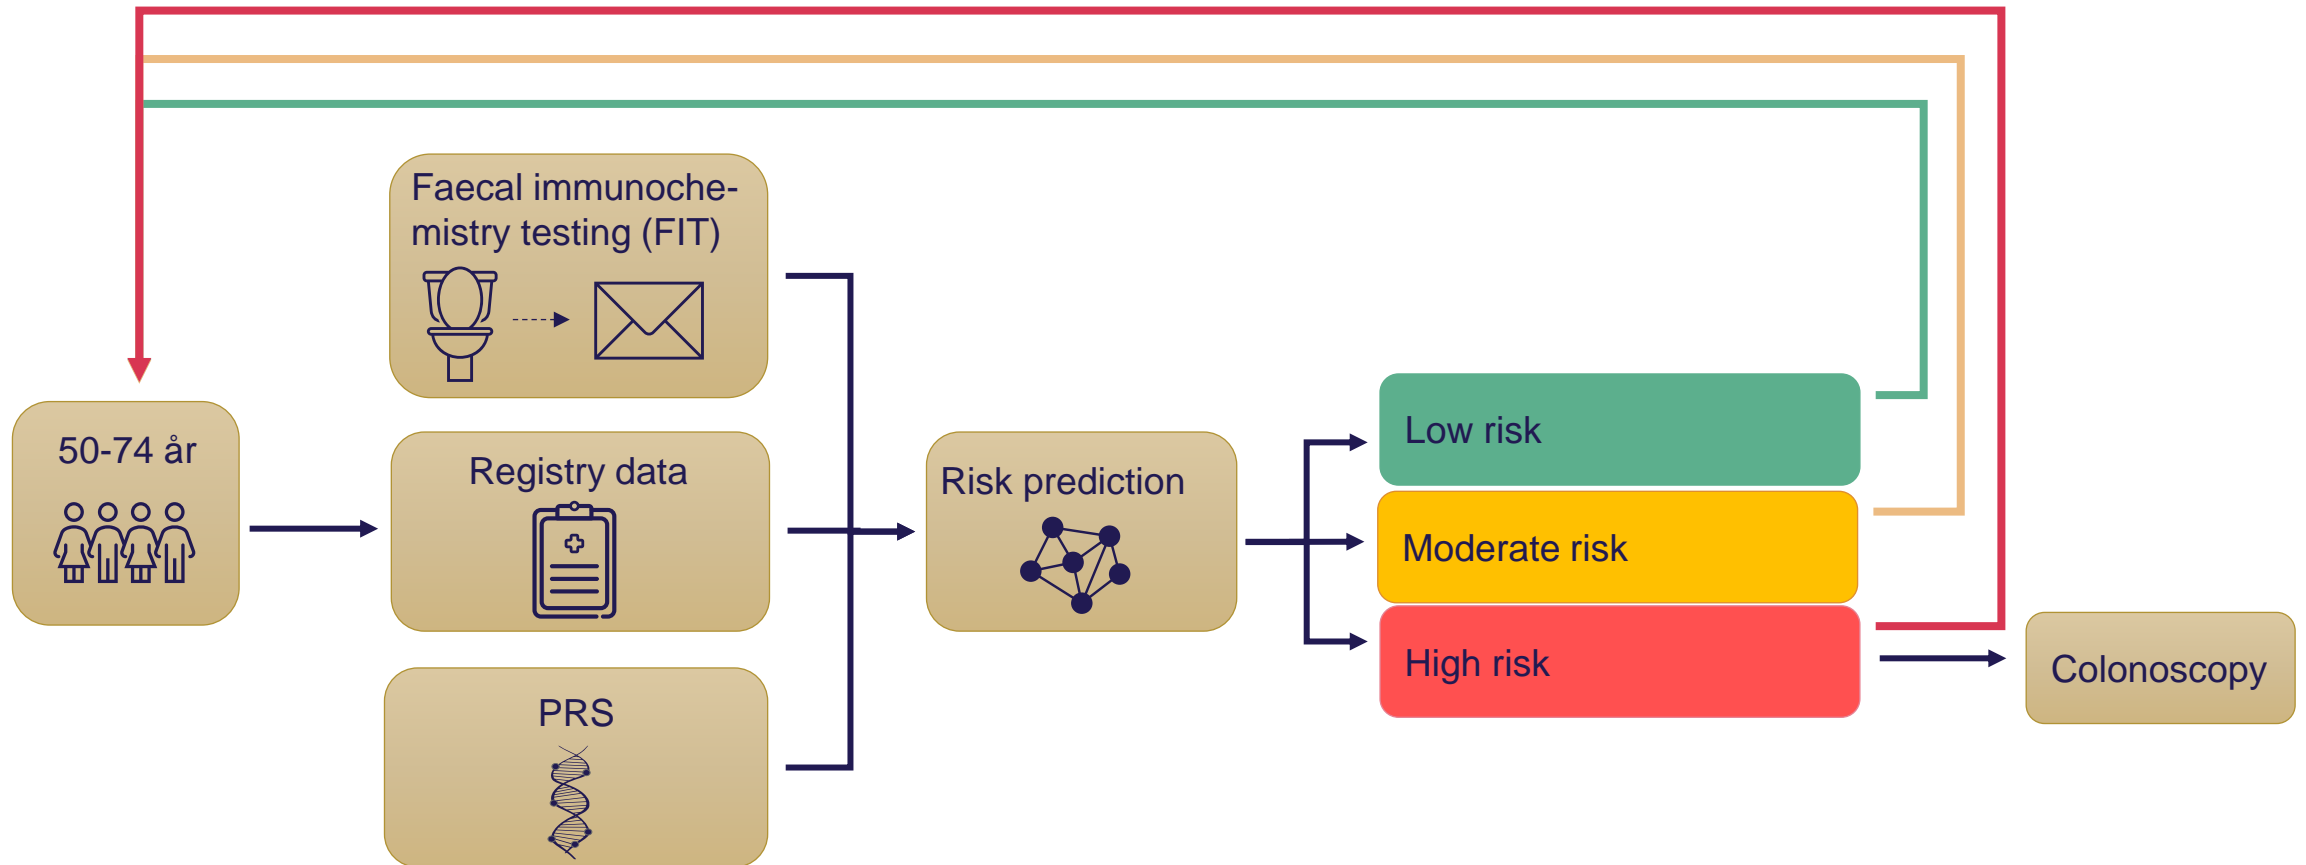 50-74 år
Faecal immunoche-
mistry testing (FIT)
Registry data
PRS
Risk prediction
Low risk
Moderate risk
High risk
Colonoscopy